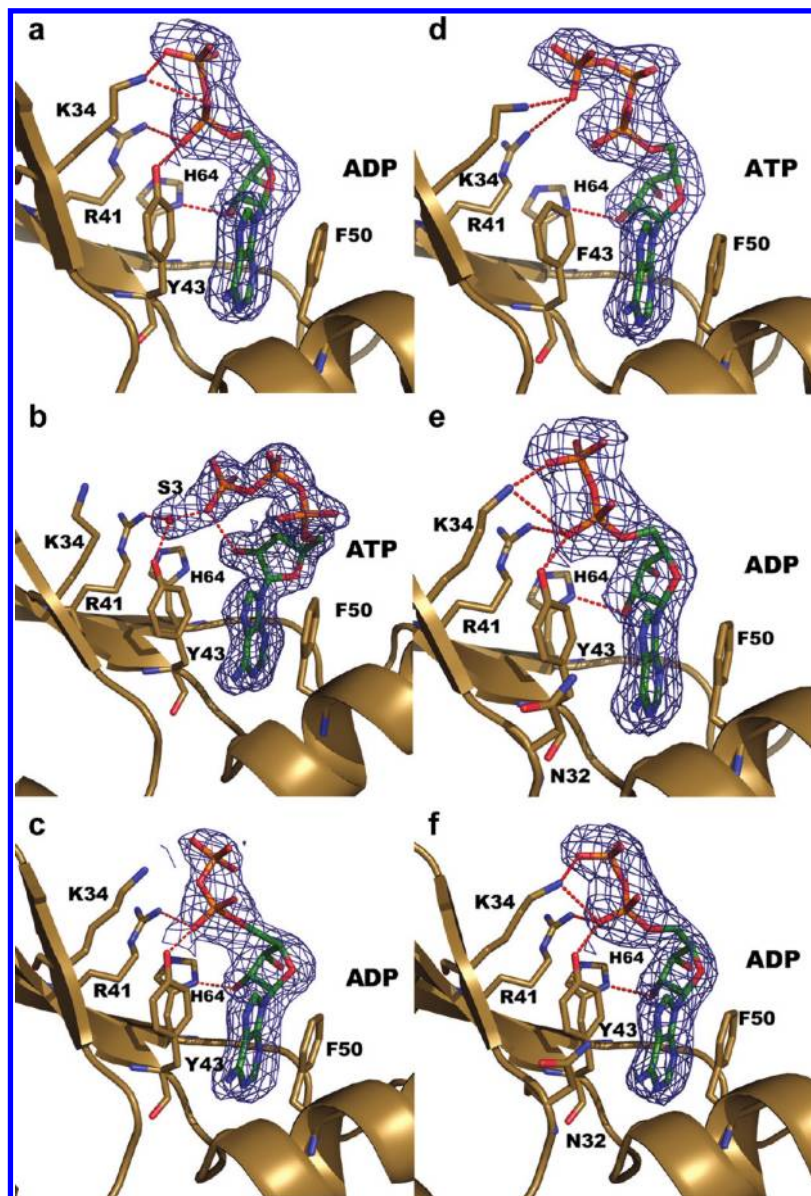 a
K34
R41
H64
Y43
ADP
F50
d
K34
R41
H64
F43
ATP
F50
b
S3
K34
R41
H64
Y43
ATP
F50
e
K34
R41
H64
Y43
ADP
F50
N32
c
K34
R41
H64
Y43
ADP
F50
f
K34
R41
H64
Y43
ADP
F50
N32